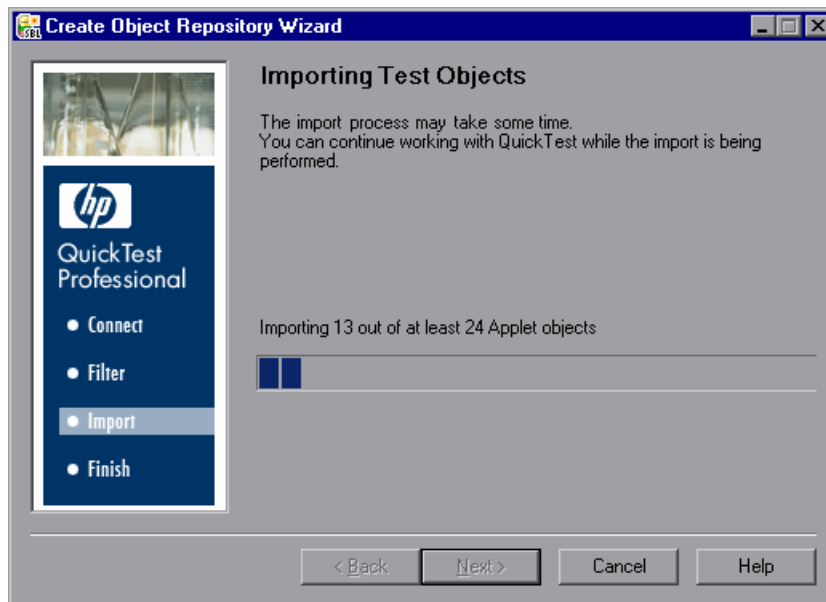 SBL Create Object Repository Wizard
Importing Test Objects
The import process may take some time.
You can continue working with QuickTest while the import is being
performed.
hp
QuickTest
Professional
Connect
Filter
Import
Finish
Importing 13 out of at least 24 Applet objects
< Back
Next >
Cancel
Help